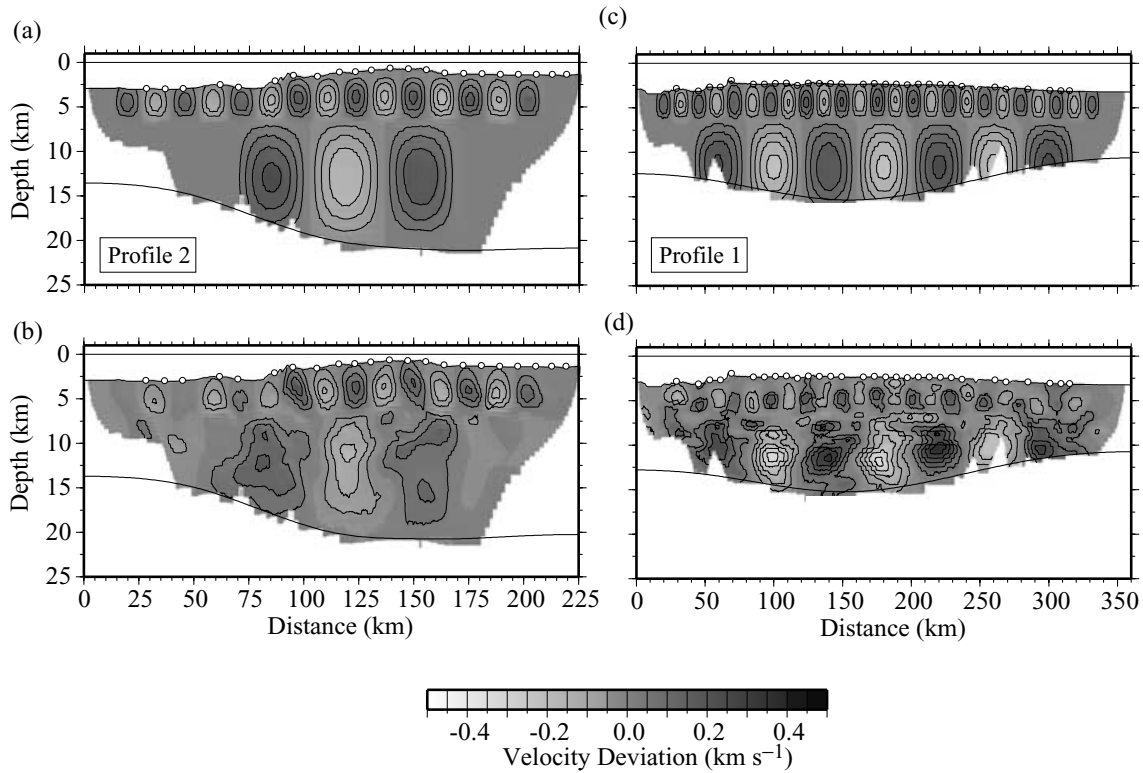 (a)
(c)
0
5
10
15
20
25
Depth (km)
Profile 2
Profile 1
(b)
(d)
0
5
10
15
20
25
Depth (km)
0 25 50 75 100 125 150 175 200 225
Distance (km)
0 50 100 150 200 250 300 350
Distance (km)
-0.4 -0.2 0.0 0.2 0.4
Velocity Deviation (km s⁻¹)